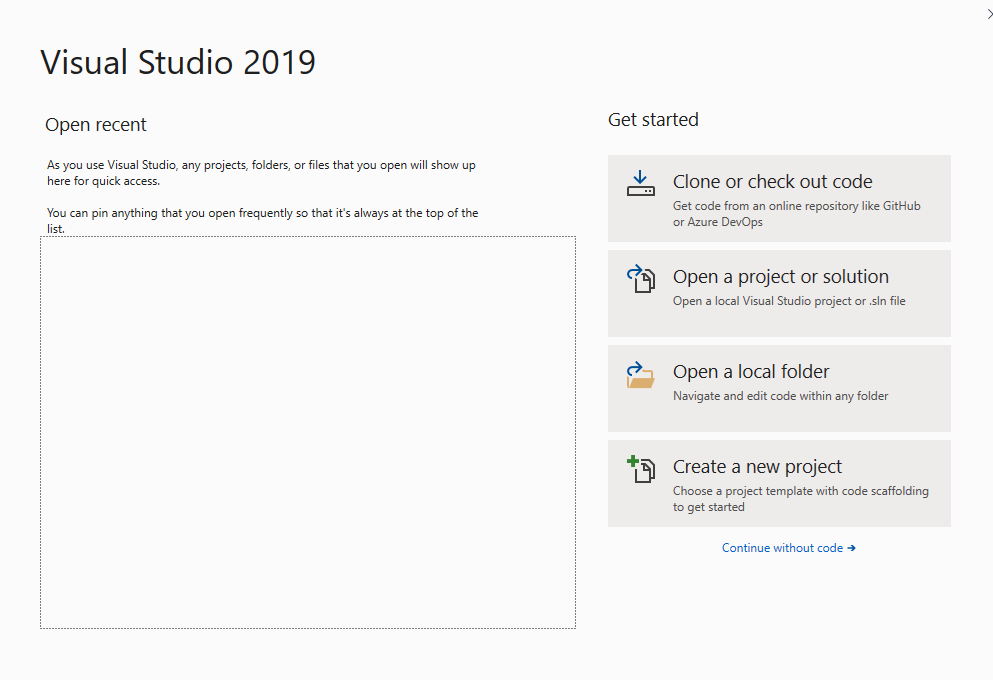 Visual Studio 2019
Open recent
As you use Visual Studio, any projects, folders, or files that you open will show up
here for quick access.
You can pin anything that you open frequently so that it's always at the top of the
list.
Get started
Clone or check out code
Get code from an online repository like GitHub
or Azure DevOps
Open a project or solution
Open a local Visual Studio project or .sln file
Open a local folder
Navigate and edit code within any folder
Create a new project
Choose a project template with code scaffolding
to get started
Continue without code →